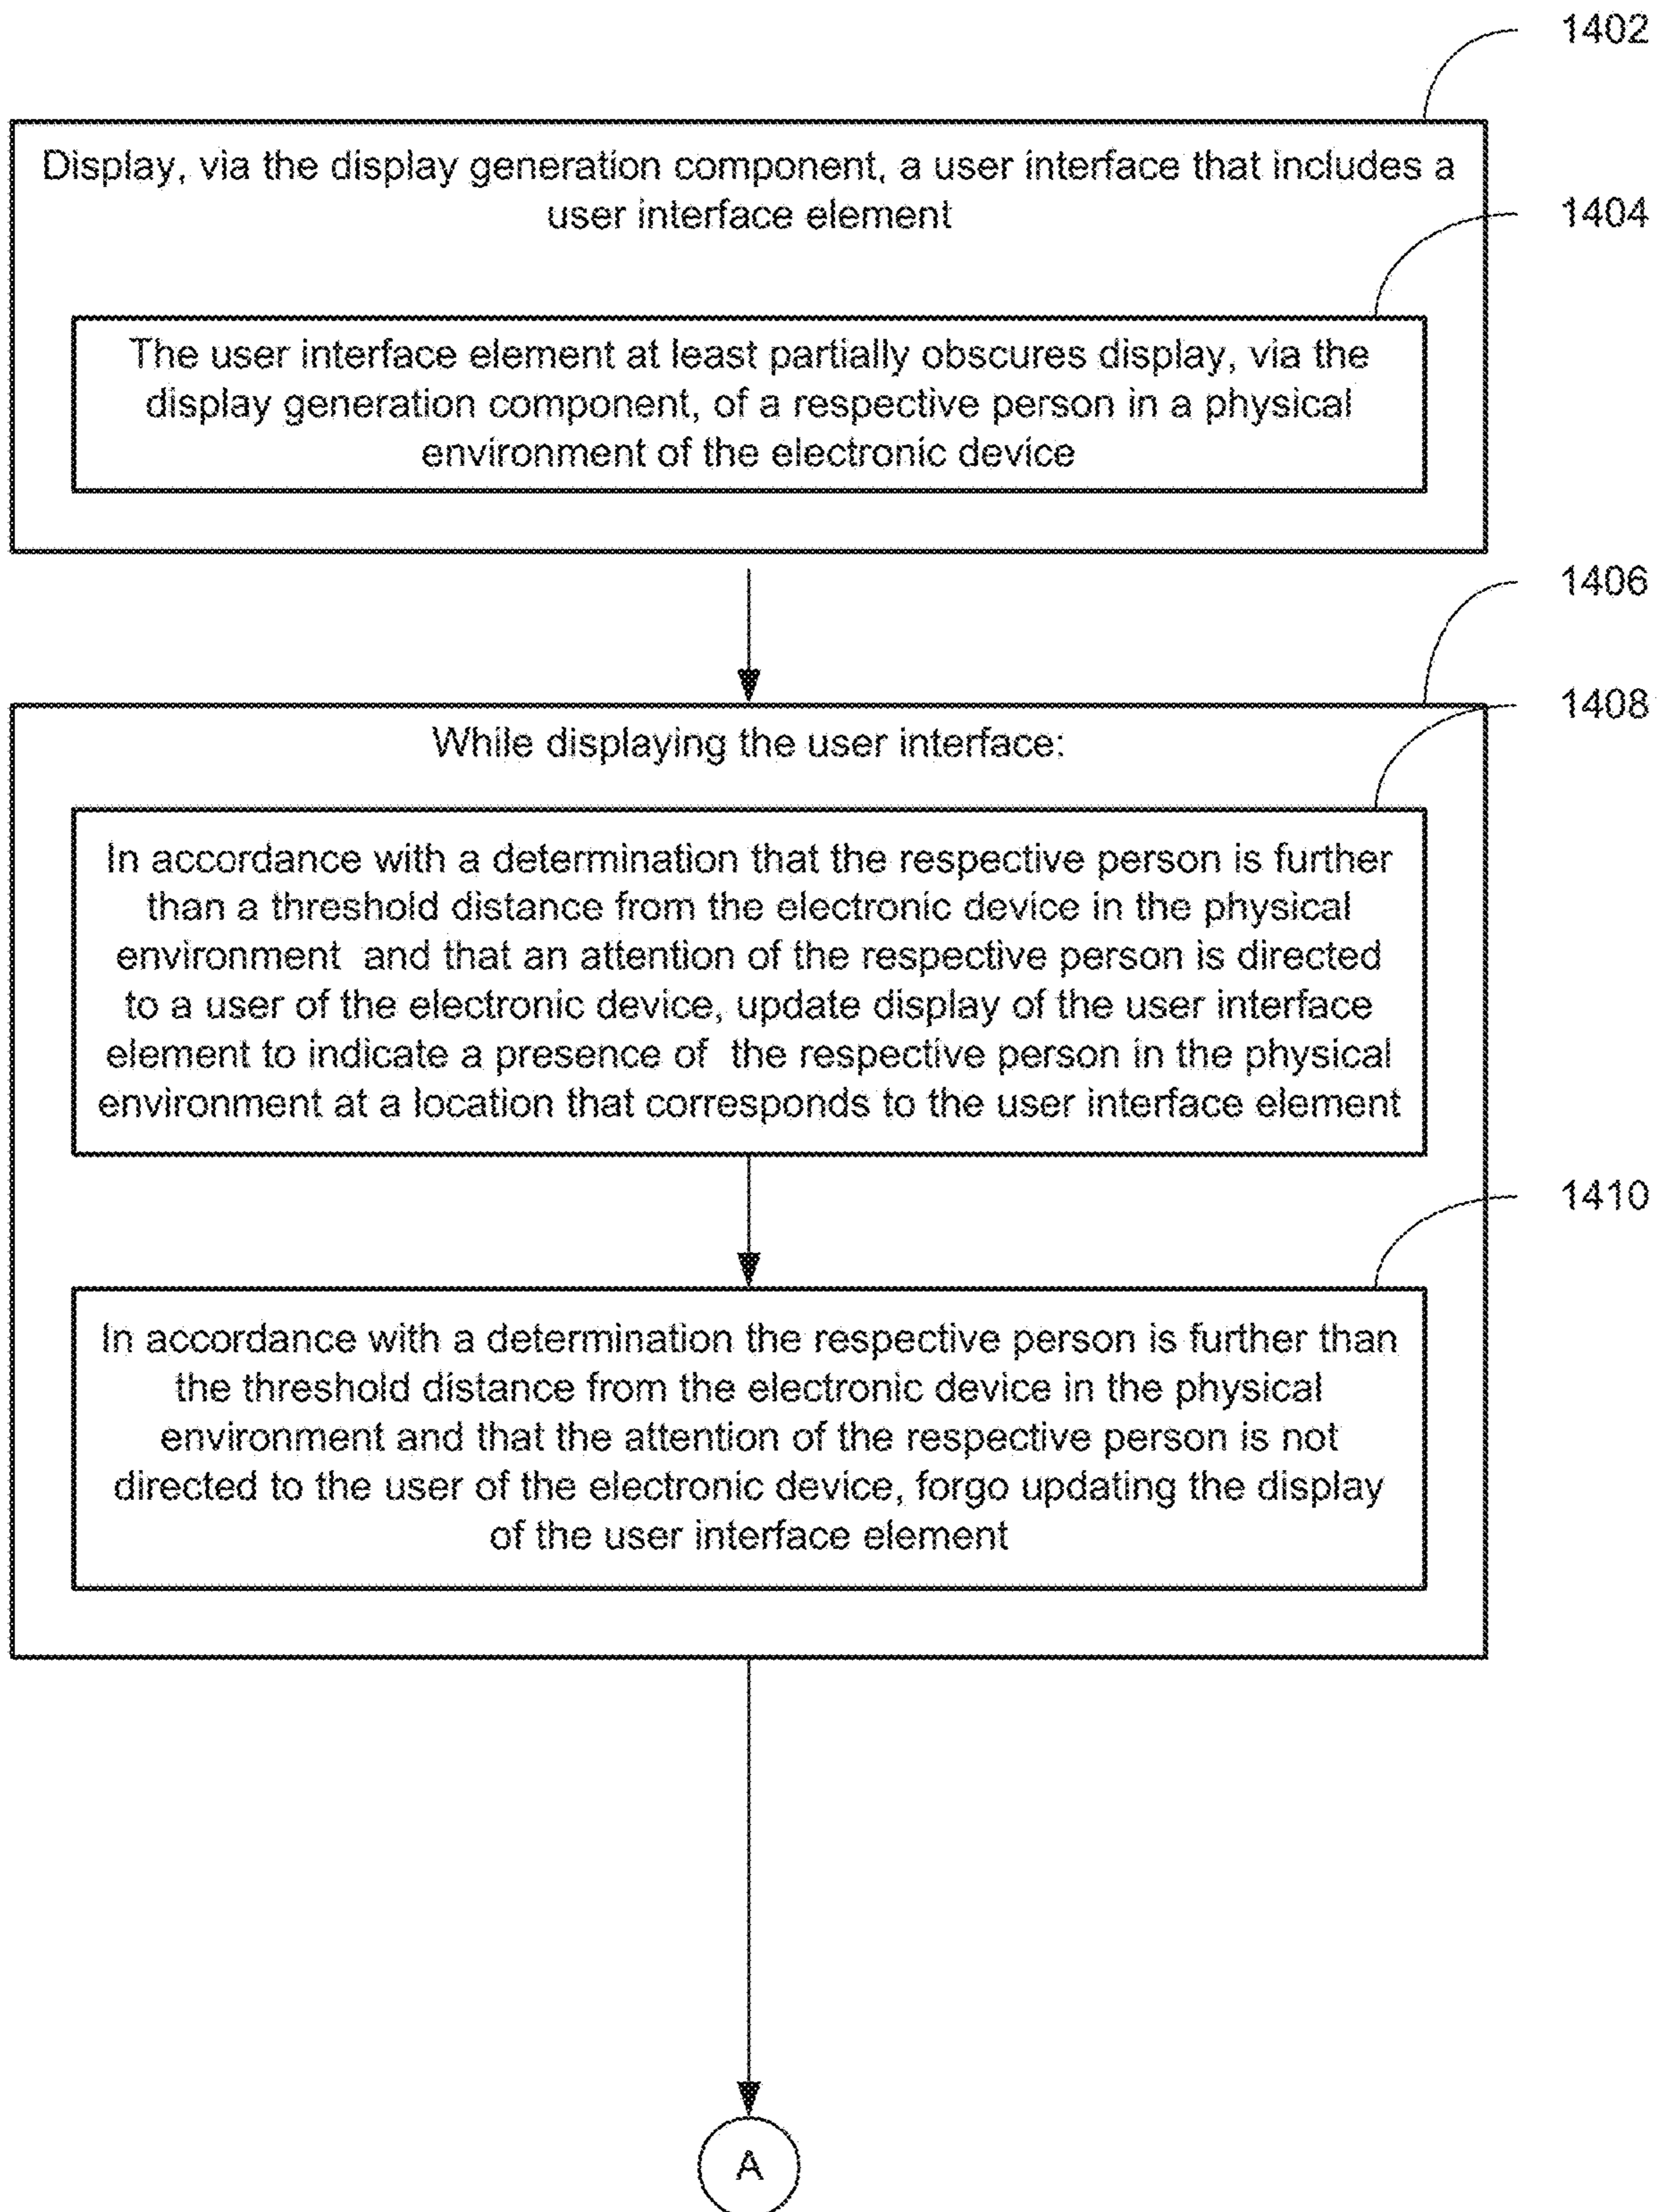 1402
Display, via the display generation component, a user interface that includes a
user interface element
1404
The user interface element at least partially obscures display, via the
display generation component, of a respective person in a physical
environment of the electronic device
1406
While displaying the user interface:
1408
In accordance with a determination that the respective person is further
than a threshold distance from the electronic device in the physical
environment and that an attention of the respective person is directed
to a user of the electronic device, update display of the user interface
element to indicate a presence of the respective person in the physical
environment at a location that corresponds to the user interface element
1410
In accordance with a determination the respective person is further than
the threshold distance from the electronic device in the physical
environment and that the attention of the respective person is not
directed to the user of the electronic device, forgo updating the display
of the user interface element
A